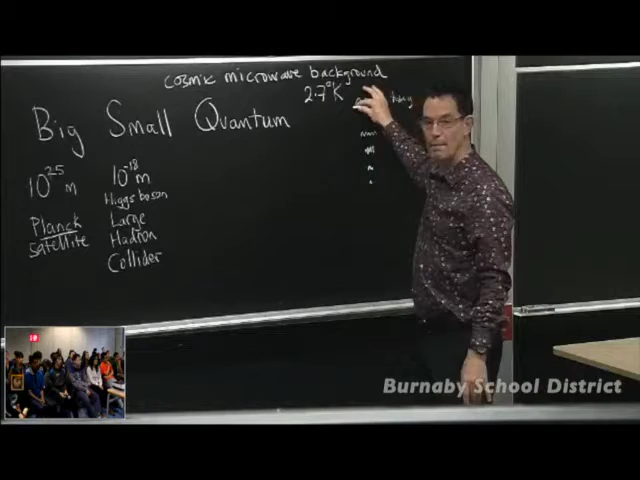 cosmic microwave background
2.7°K
Big Small Quantum
10^25 m 10^-18 m
Higgs boson
Planck Large
satellite Hadron
Collider
Burnaby School District